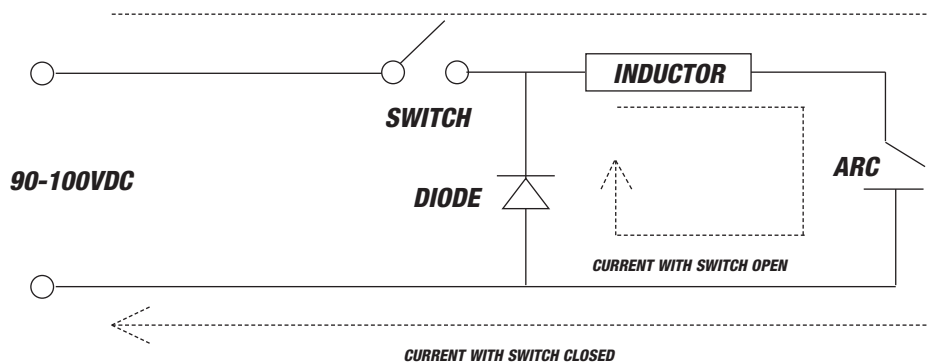 INDUCTOR
SWITCH
ARC
90-100VDC
DIODE
CURRENT WITH SWITCH OPEN
CURRENT WITH SWITCH CLOSED